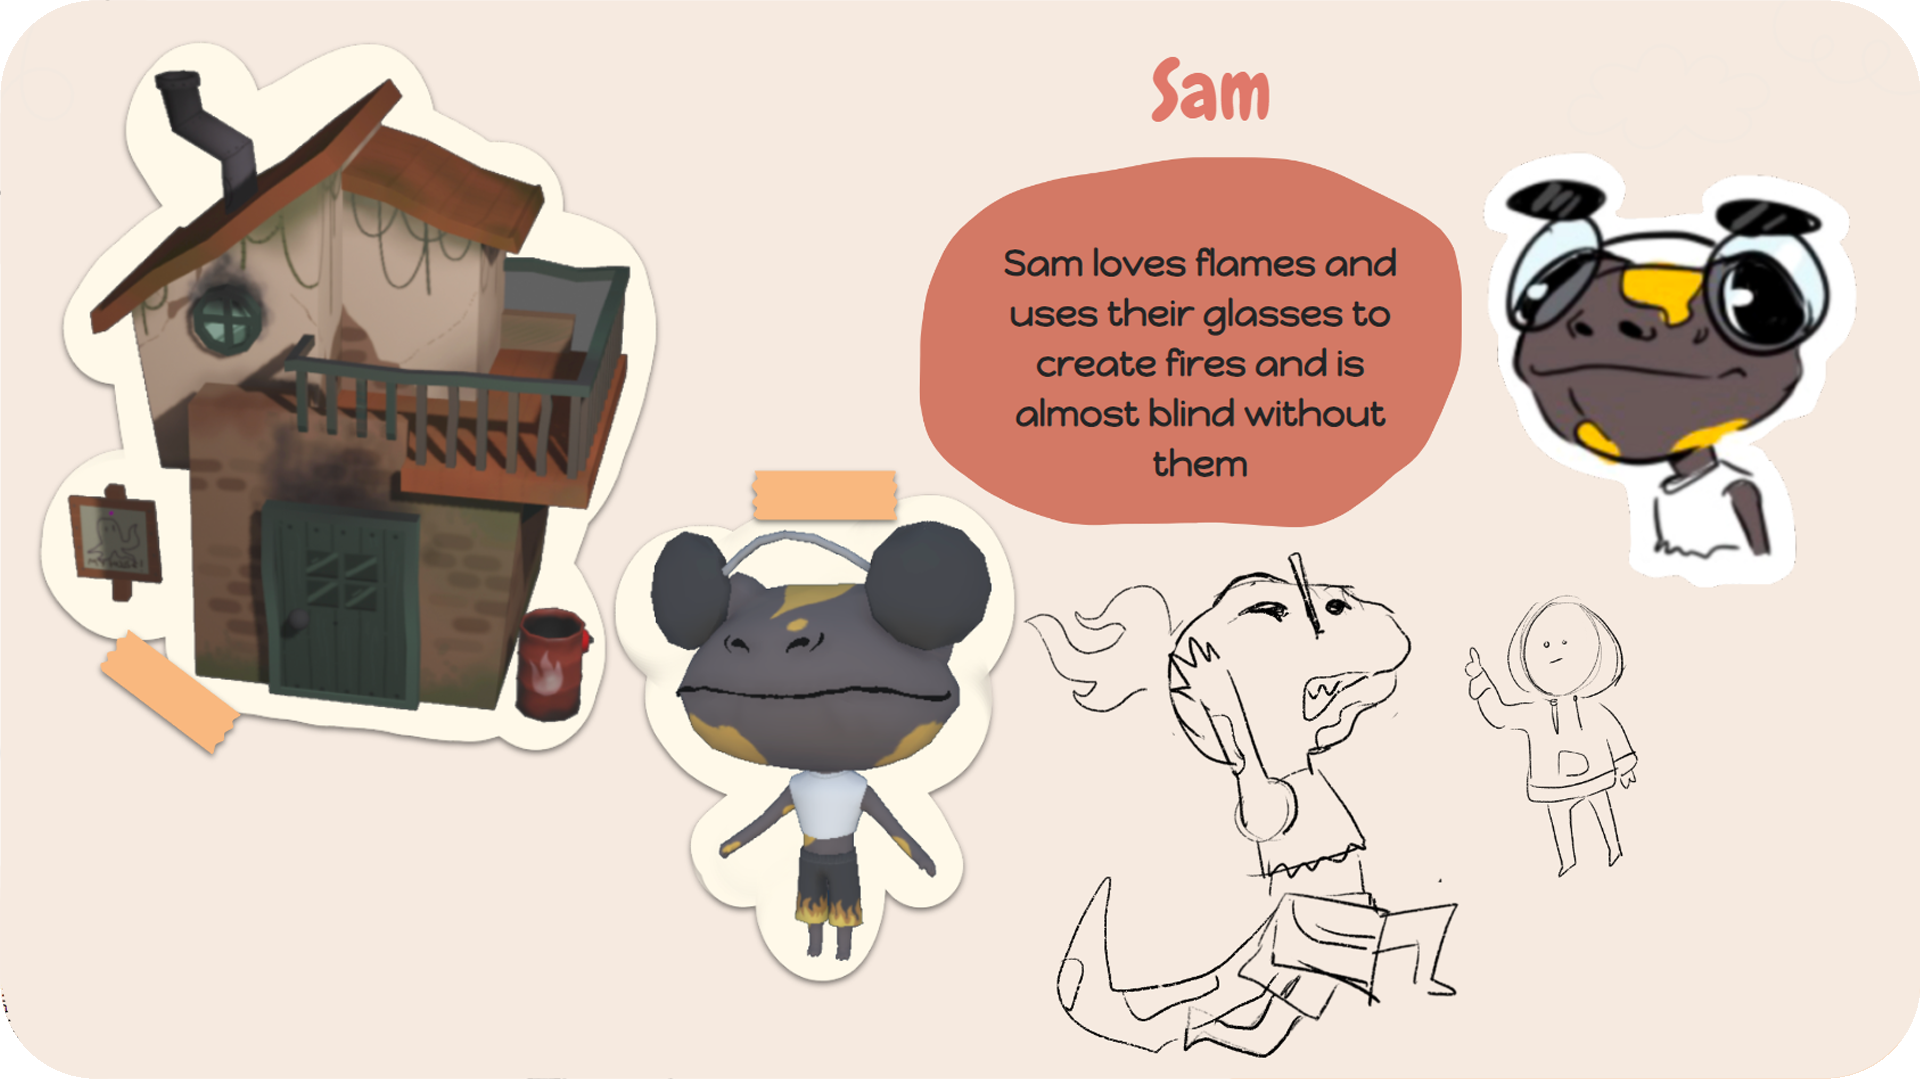 Sam
Sam loves flames and
uses their glasses to
create fires and is
almost blind without
them